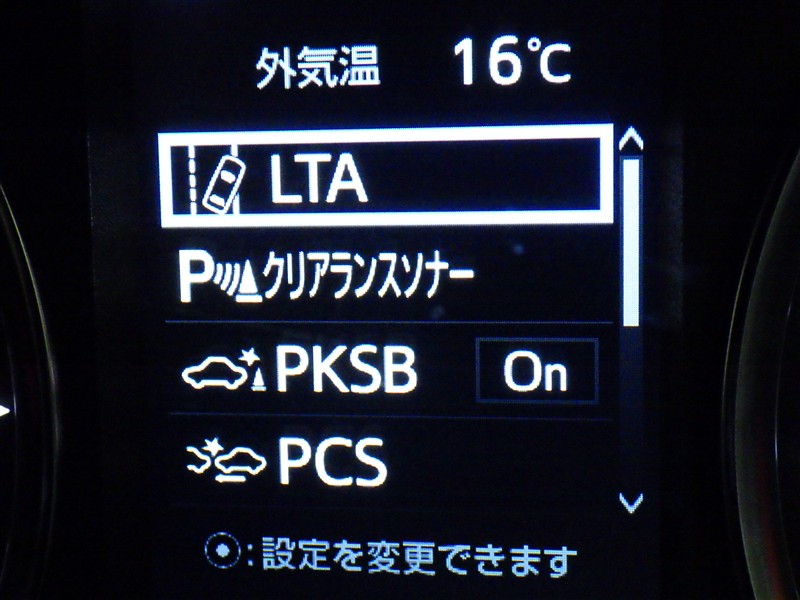 外気温 16℃
LTA
P クリアランスソナー
PKSB On
PCS
:設定を変更できます